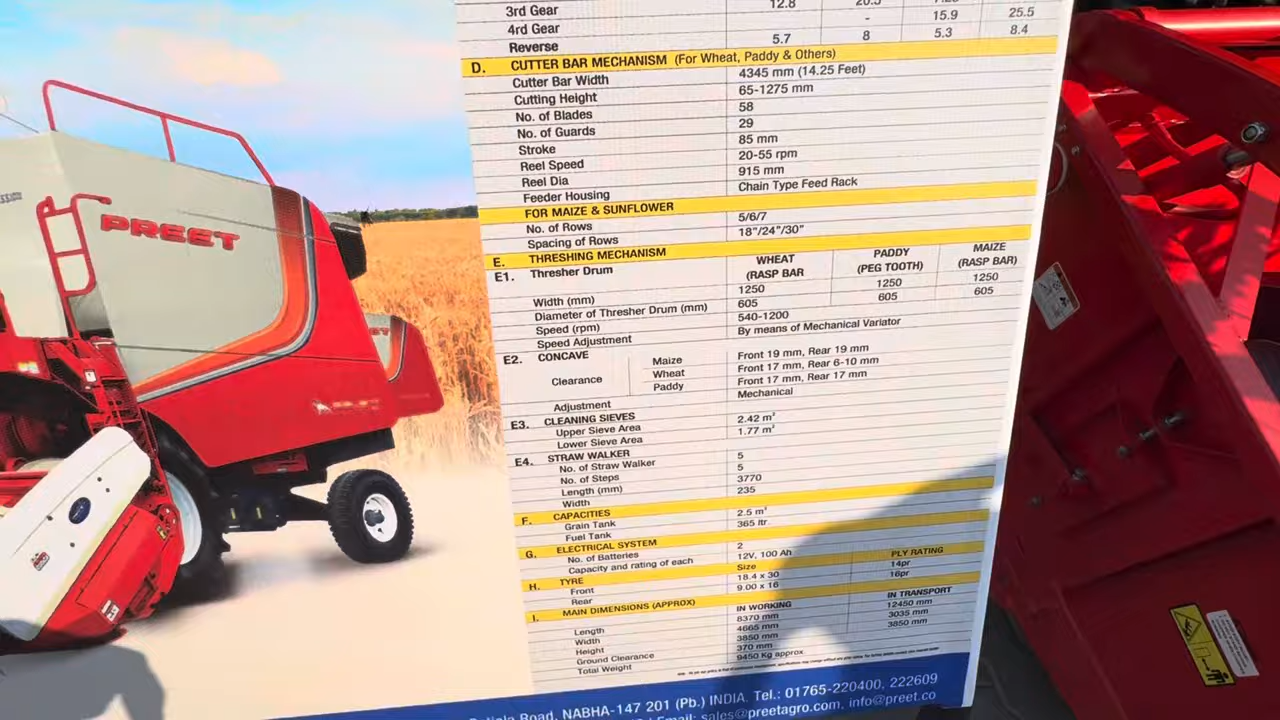 3rd Gear 12.8 20.5 7.28
4th Gear - 15.9 25.5
Reverse 5.7 8 5.3 8.4
D. CUTTER BAR MECHANISM (For Wheat, Paddy & Others)
Cutter Bar Width 4345 mm (14.25 Feet)
Cutting Height 65-1275 mm
No. of Blades 58
No. of Guards 29
Stroke 85 mm
Reel Speed 20-55 rpm
Reel Dia 915 mm
Feeder Housing Chain Type Feed Rack
FOR MAIZE & SUNFLOWER
No. of Rows 5/6/7
Spacing of Rows 18"/24"/30"
E. THRESHING MECHANISM
E1. Thresher Drum WHEAT (RASP BAR PADDY (PEG TOOTH) MAIZE (RASP BAR)
Width (mm) 1250 1250 1250
Diameter of Thresher Drum (mm) 605 605 605
Speed (rpm) 540-1200
Speed Adjustment By means of Mechanical Variator
E2. CONCAVE
Clearance Maize Front 19 mm, Rear 19 mm
Wheat Front 17 mm, Rear 6-10 mm
Paddy Front 17 mm, Rear 17 mm
Adjustment Mechanical
E3. CLEANING SIEVES
Upper Sieve Area 2.42 m²
Lower Sieve Area 1.77 m²
E4. STRAW WALKER
No. of Straw Walker 5
No. of Steps 5
Length (mm) 3770
Width 235
F. CAPACITIES
Grain Tank 2.5 m³
Fuel Tank 365 ltr
G. ELECTRICAL SYSTEM
No. of Batteries 2
Capacity and rating of each 12V, 100 Ah
H. TYRE Size PLY RATING
Front 18.4 x 30 14pr
Rear 9.00 x 16 16pr
I. MAIN DIMENSIONS (APPROX)
IN WORKING IN TRANSPORT
Length 8370 mm 12450 mm
Width 4665 mm 3035 mm
Height 3850 mm 3850 mm
Ground Clearance 370 mm
Total Weight 9450 Kg approx
Road, NABHA-147 201 (Pb.) INDIA. Tel.: 01765-220400, 222609
Email: sales@preetagro.com, info@preet.co
PREET